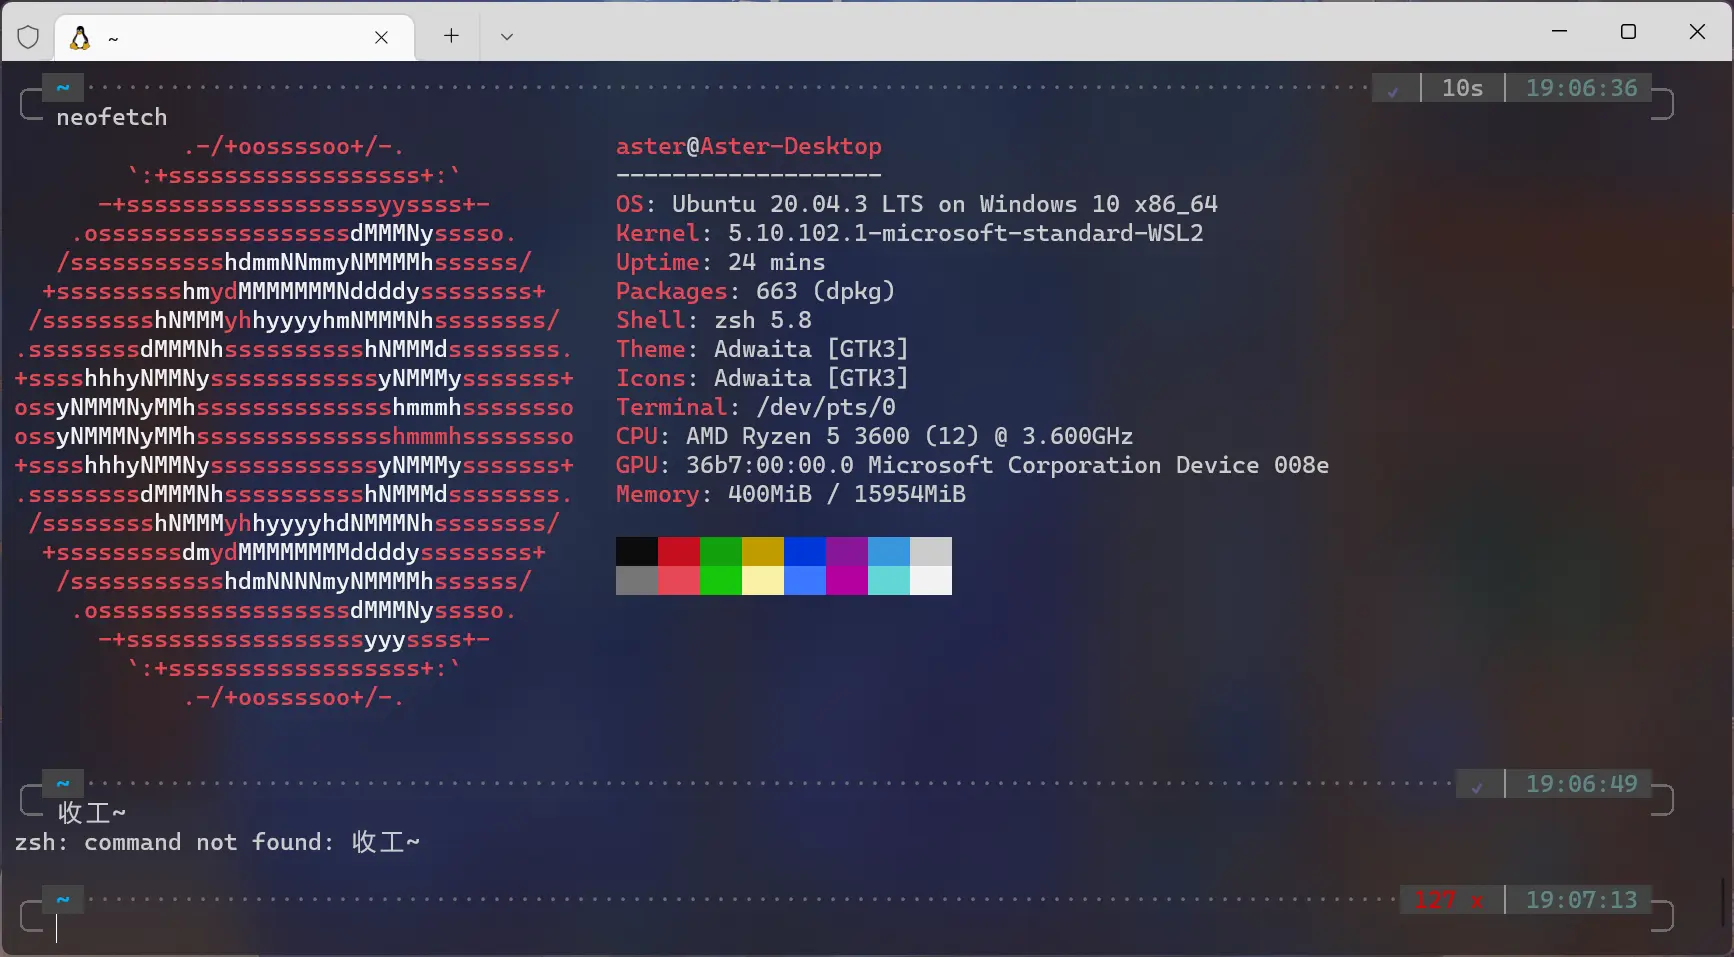 ~
~ ✓ 10s 19:06:36
neofetch
.-/+oossssoo+/-. aster@Aster-Desktop
`:+ssssssssssssssssss+:` -------------------
-+ssssssssssssssssssyyssss+- OS: Ubuntu 20.04.3 LTS on Windows 10 x86_64
.ossssssssssssssssssdMMMNysssso. Kernel: 5.10.102.1-microsoft-standard-WSL2
/ssssssssssshdmmNNmmyNMMMMhssssss/ Uptime: 24 mins
+ssssssssshmydMMMMMMMNddddyssssssss+ Packages: 663 (dpkg)
/sssssssshNMMMyhhyyyyhmNMMMNhssssssss/ Shell: zsh 5.8
.ssssssssdMMMNhsssssssssshNMMMdssssssss. Theme: Adwaita [GTK3]
+sssshhhyNMMNyssssssssssssyNMMMysssssss+ Icons: Adwaita [GTK3]
ossyNMMMNyMMhsssssssssssssshmmmhssssssso Terminal: /dev/pts/0
ossyNMMMNyMMhsssssssssssssshmmmhssssssso CPU: AMD Ryzen 5 3600 (12) @ 3.600GHz
+sssshhhyNMMNyssssssssssssyNMMMysssssss+ GPU: 36b7:00:00.0 Microsoft Corporation Device 008e
.ssssssssdMMMNhsssssssssshNMMMdssssssss. Memory: 400MiB / 15954MiB
/sssssssshNMMMyhhyyyyhdNMMMNhssssssss/
+sssssssssdmydMMMMMMMMddddyssssssss+
/ssssssssssshdmNNNNmyNMMMMhssssss/
.ossssssssssssssssssdMMMNysssso.
-+sssssssssssssssssyyyssss+-
`:+ssssssssssssssssss+:`
.-/+oossssoo+/-.
~ ✓ 19:06:49
收工~
zsh: command not found: 收工~
~ 127 x 19:07:13